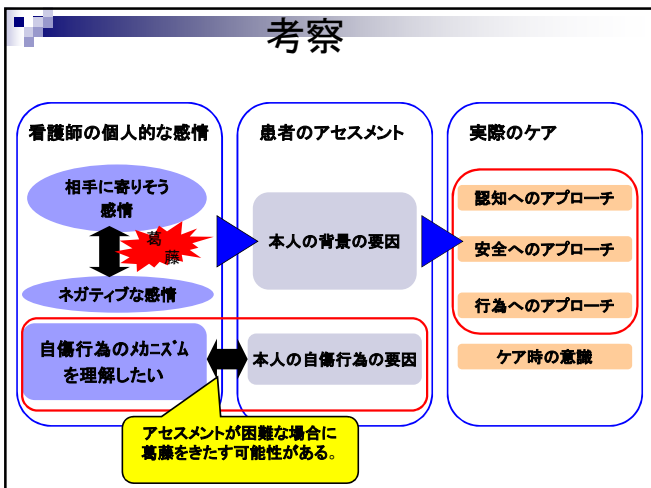 考察
看護師の個人的な感情
相手に寄りそう
感情
葛
藤
ネガティブな感情
自傷行為のﾒｶﾆｽﾞﾑ
を理解したい
患者のアセスメント
本人の背景の要因
本人の自傷行為の要因
アセスメントが困難な場合に
葛藤をきたす可能性がある。
実際のケア
認知へのアプローチ
安全へのアプローチ
行為へのアプローチ
ケア時の意識